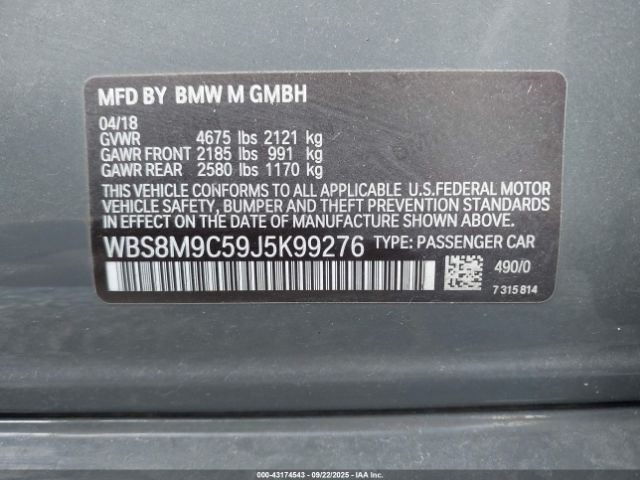 MFD BY BMW M GMBH
04/18
GVWR 4675 lbs 2121 kg
GAWR FRONT 2185 lbs 991 kg
GAWR REAR 2580 lbs 1170 kg
THIS VEHICLE CONFORMS TO ALL APPLICABLE U.S.FEDERAL MOTOR
VEHICLE SAFETY, BUMPER AND THEFT PREVENTION STANDARDS
IN EFFECT ON THE DATE OF MANUFACTURE SHOWN ABOVE.
WBS8M9C59J5K99276 TYPE: PASSENGER CAR
490/0
7 315 814
000-43174543 - 09/22/2025 - IAA Holdings, LLC.